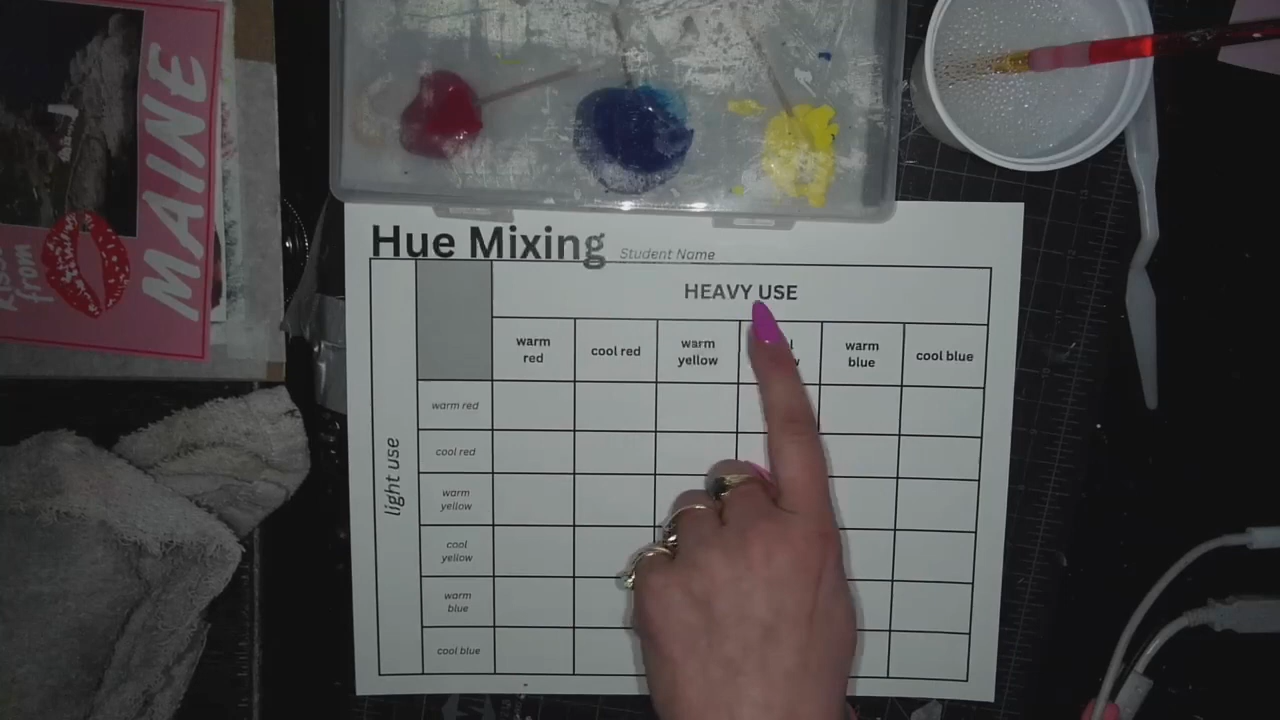 MAINE
from
Hue Mixing
Student Name
HEAVY USE
warm
red
cool red
warm
yellow
warm
blue
cool blue
light use
warm red
cool red
warm
yellow
cool
yellow
warm
blue
cool blue